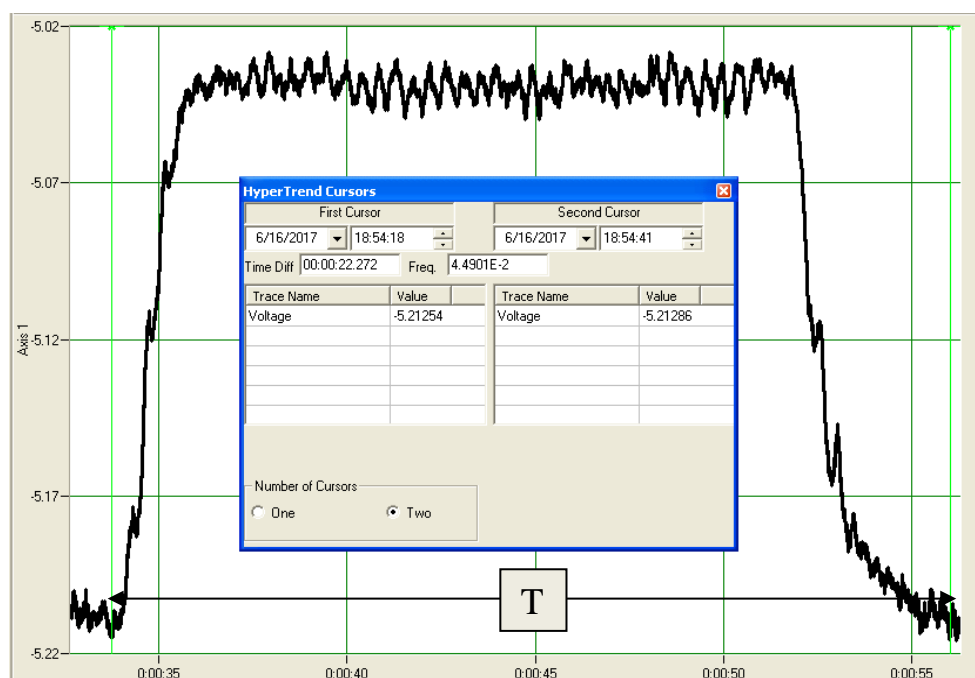 -5.02
-5.07
-5.12
-5.17
-5.22
Axis 1
HyperTrend Cursors
First Cursor Second Cursor
6/16/2017 18:54:18 6/16/2017 18:54:41
Time Diff 00:00:22.272 Freq. 4.4901E-2
Trace Name Value Trace Name Value
Voltage -5.21254 Voltage -5.21286
Number of Cursors
One Two
T
0:00:35 0:00:40 0:00:45 0:00:50 0:00:55